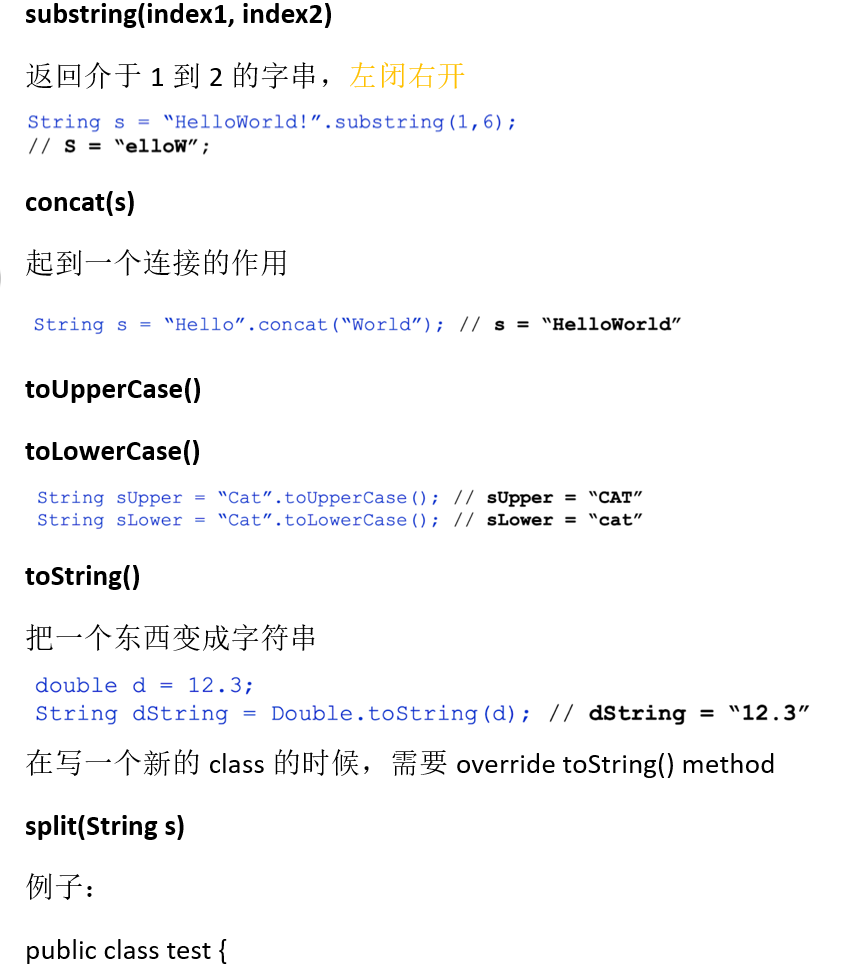 substring(index1, index2)
返回介于 1 到 2 的字串，左闭右开
String s = “HelloWorld!”.substring(1,6);
// S = “elloW”;
concat(s)
起到一个连接的作用
String s = “Hello”.concat(“World”); // s = “HelloWorld”
toUpperCase()
toLowerCase()
String sUpper = “Cat”.toUpperCase(); // sUpper = “CAT”
String sLower = “Cat”.toLowerCase(); // sLower = “cat”
toString()
把一个东西变成字符串
double d = 12.3;
String dString = Double.toString(d); // dString = “12.3”
在写一个新的 class 的时候，需要 override toString() method
split(String s)
例子：
public class test {